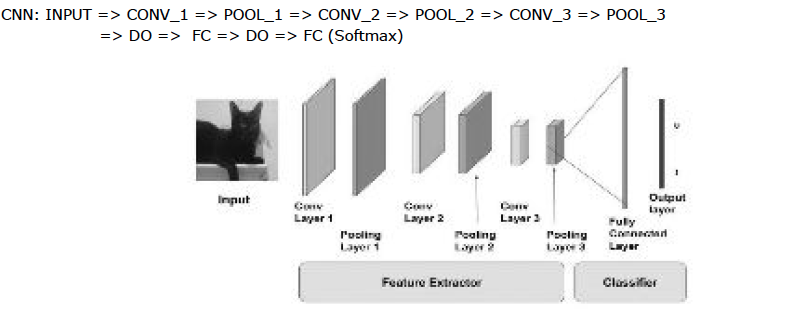 CNN: INPUT => CONV_1 => POOL_1 => CONV_2 => POOL_2 => CONV_3 => POOL_3
=> DO => FC => DO => FC (Softmax)
Input
Conv
Layer 1
Pooling
Layer 1
Conv
Layer 2
Pooling
Layer 2
Conv
Layer 3
Pooling
Layer 3
Fully
Connected
Layer
Output
layer
Feature Extractor
Classifier